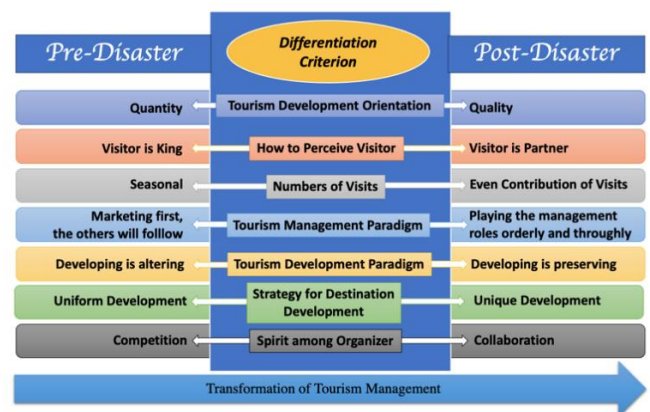 Pre-Disaster
Differentiation
Criterion
Post-Disaster
Quantity
Tourism Development Orientation
Quality
Visitor is King
How to Perceive Visitor
Visitor is Partner
Seasonal
Numbers of Visits
Even Contribution of Visits
Marketing first,
the others will folllow
Tourism Management Paradigm
Playing the management
roles orderly and throughly
Developing is altering
Tourism Development Paradigm
Developing is preserving
Uniform Development
Strategy for Destination
Development
Unique Development
Competition
Spirit among Organizer
Collaboration
Transformation of Tourism Management